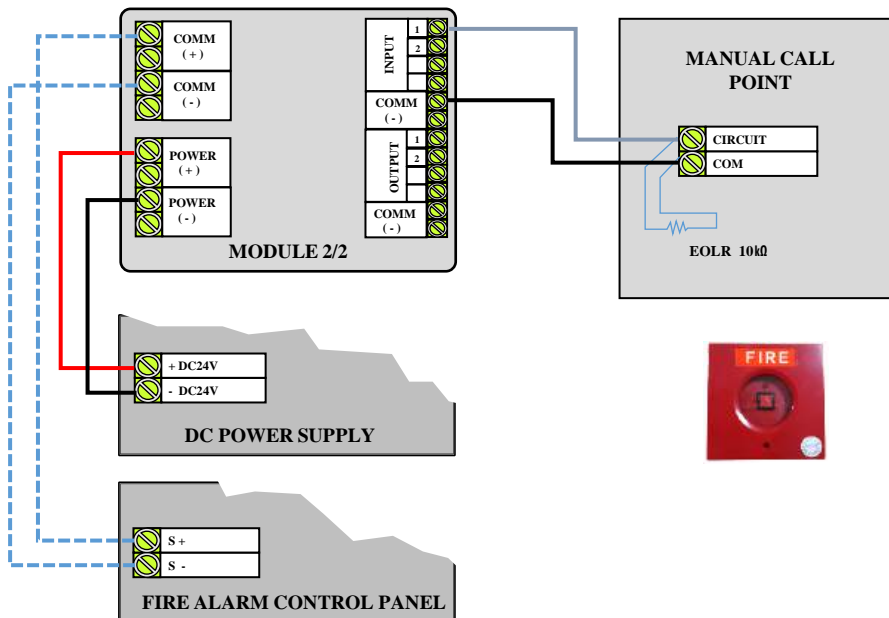 COMM
( + )
COMM
( - )
POWER
( + )
POWER
( - )
INPUT
1
2
COMM
( - )
OUTPUT
1
2
COMM
( - )
MODULE 2/2
MANUAL CALL
POINT
CIRCUIT
COM
EOLR 10kΩ
+ DC24V
- DC24V
DC POWER SUPPLY
FIRE
S +
S -
FIRE ALARM CONTROL PANEL